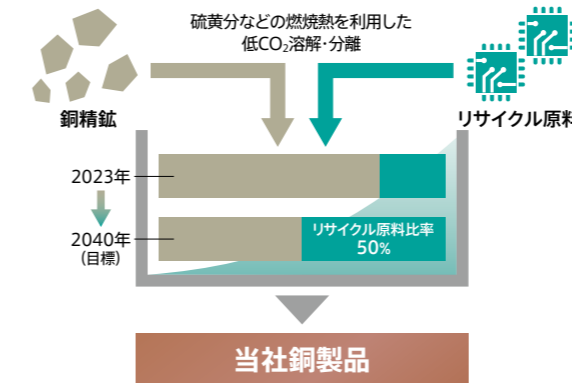 硫黄分などの燃焼熱を利用した
低CO₂溶解・分離
銅精鉱
リサイクル原料
2023年
2040年
(目標)
リサイクル原料比率
50%
当社銅製品